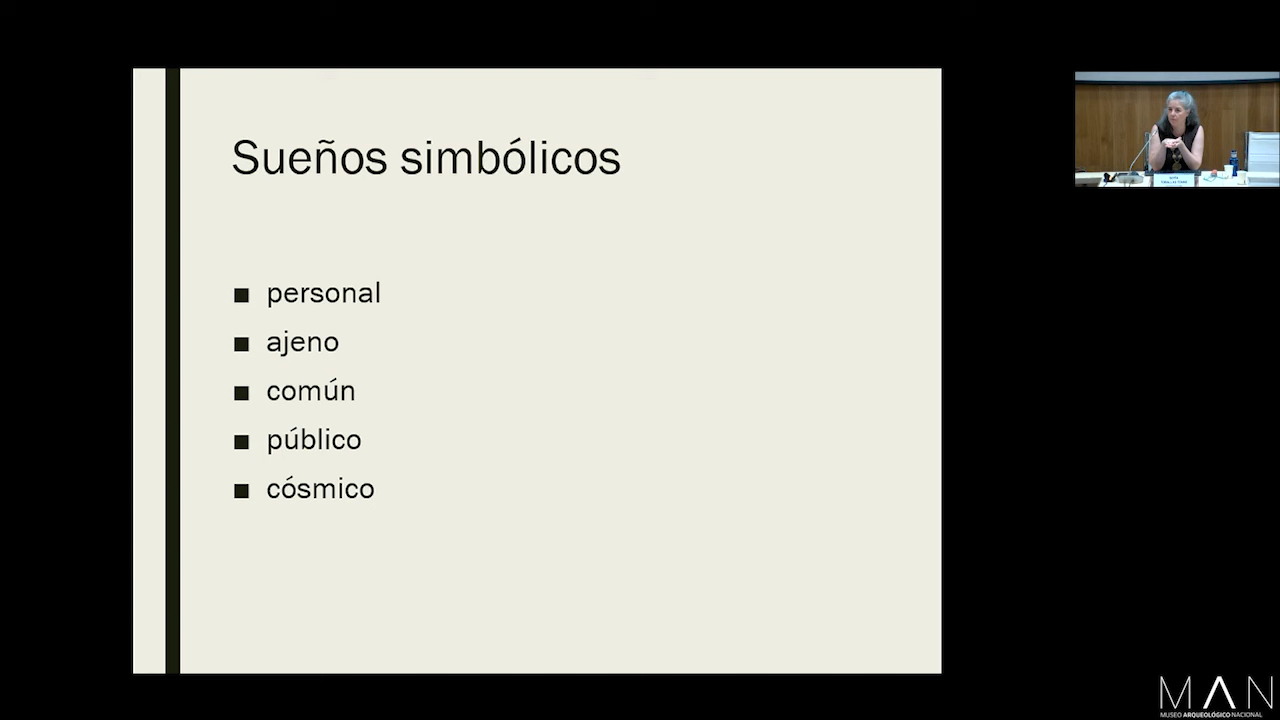 Sueños simbólicos
■ personal
■ ajeno
■ común
■ público
■ cósmico
MAN
MUSEO ARQUEOLÓGICO NACIONAL